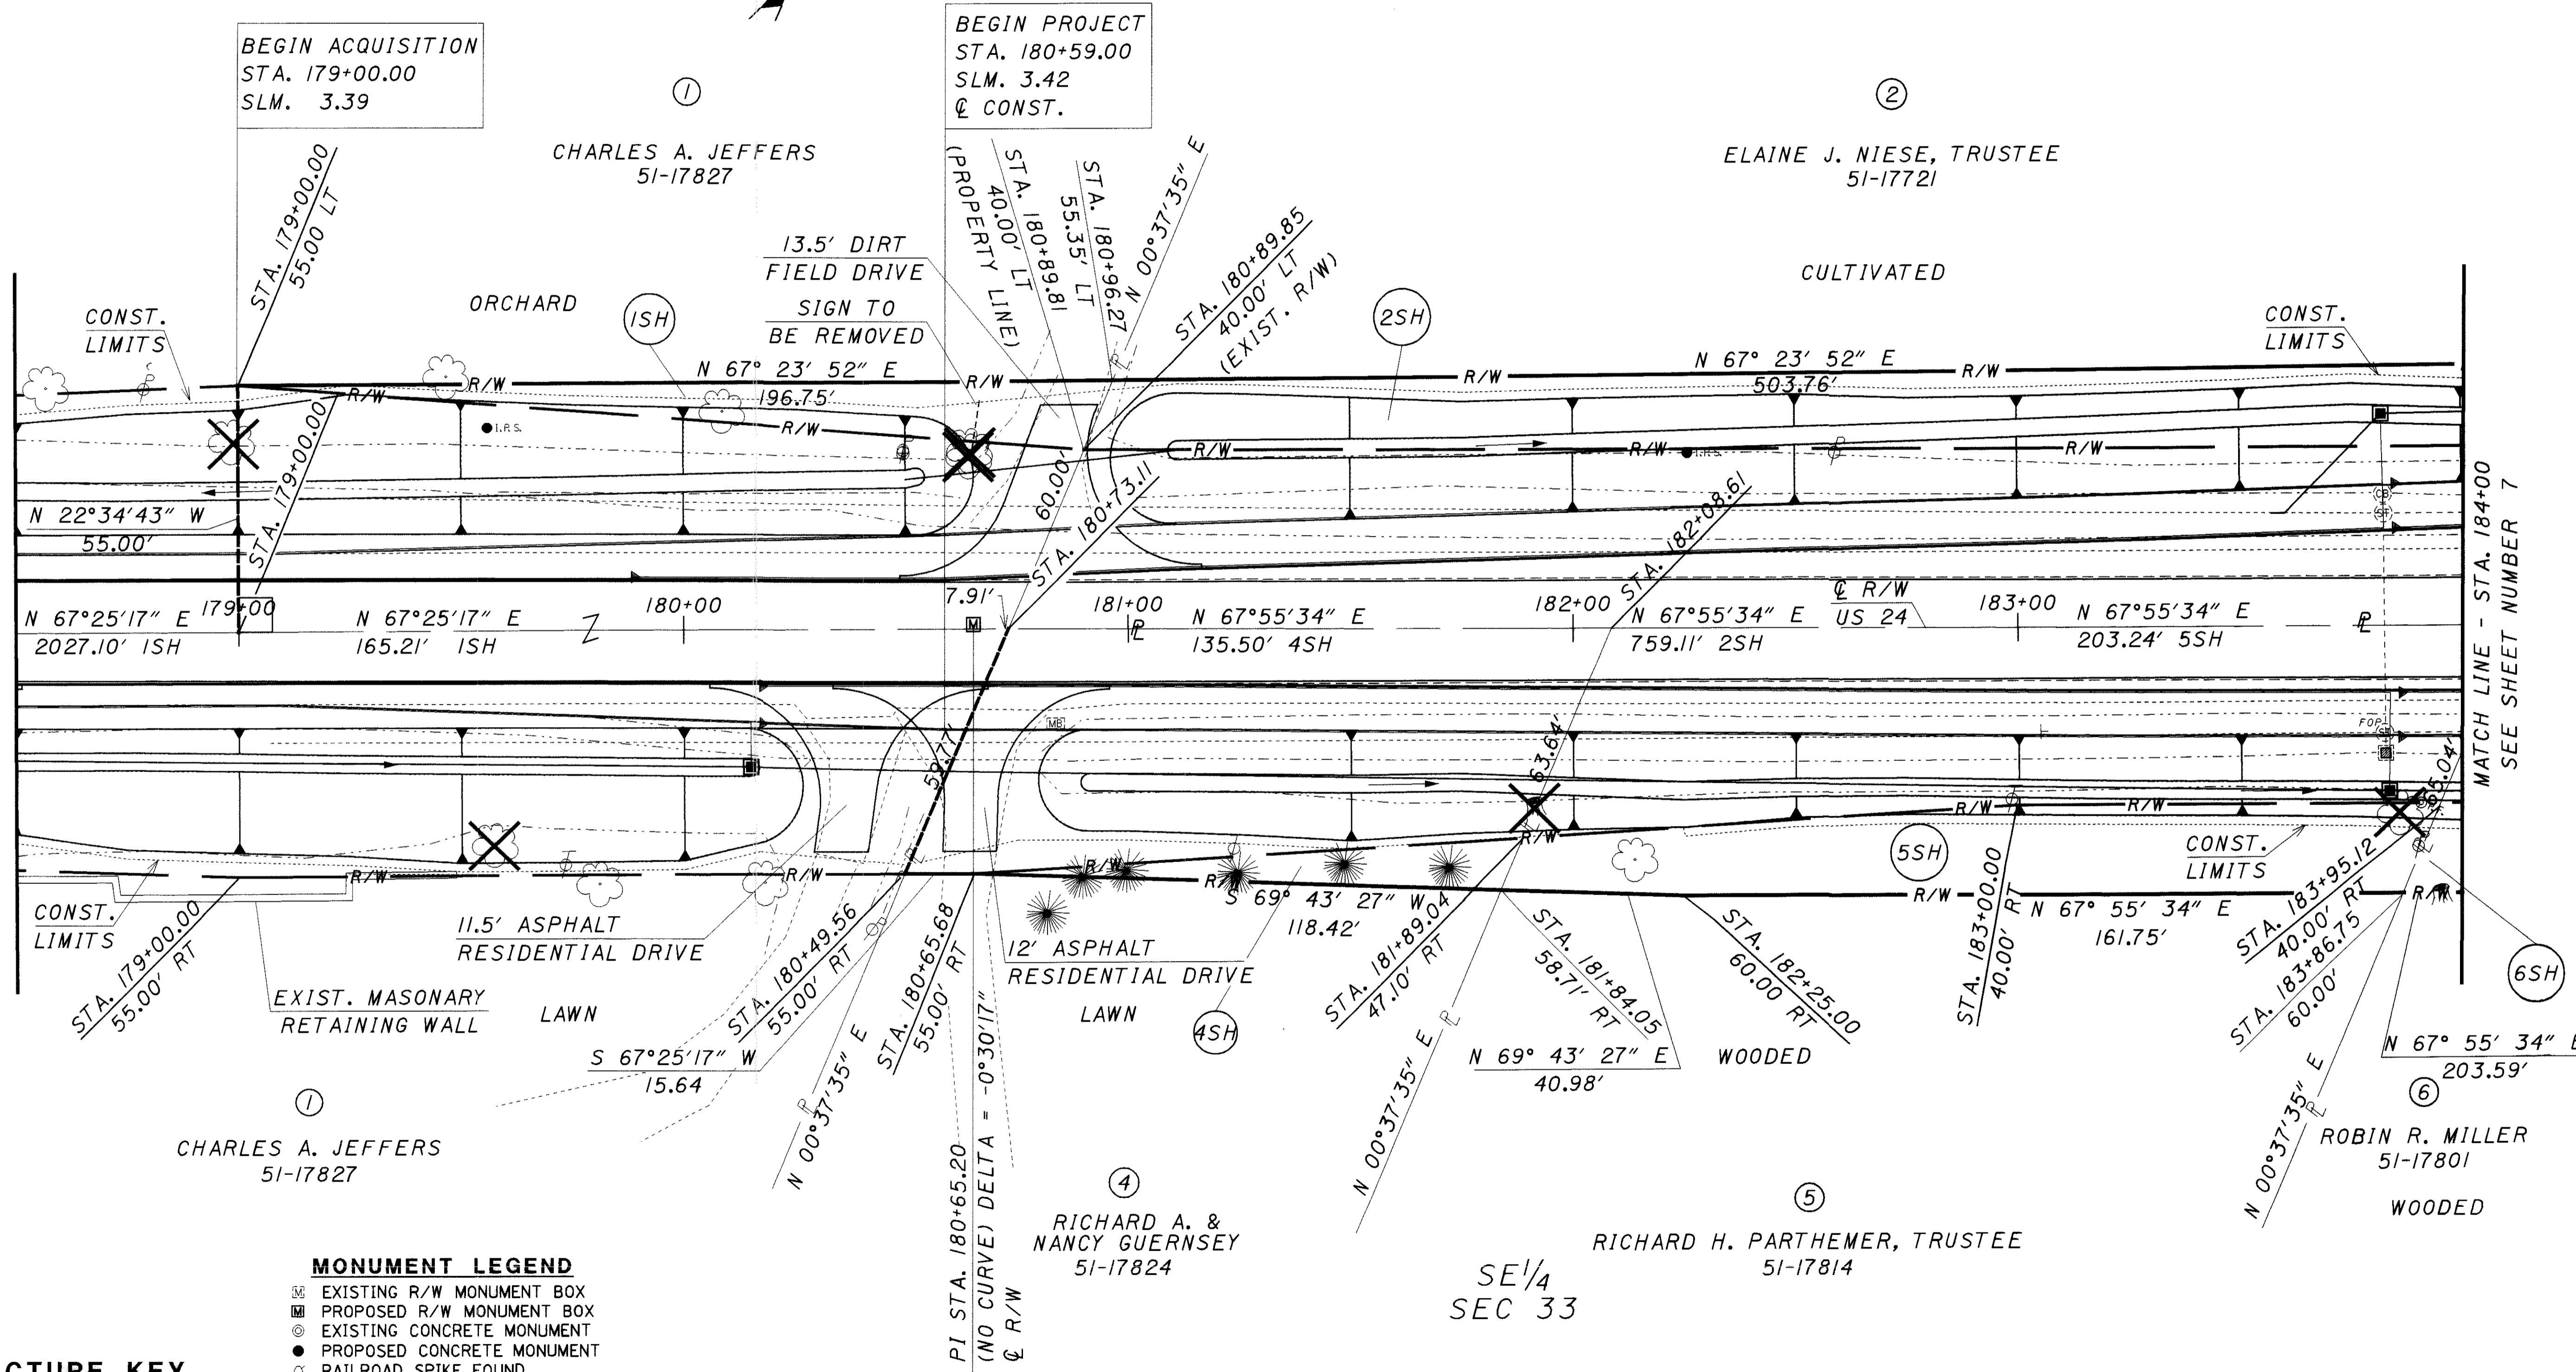 BEGIN ACQUISITION
STA. 179+00.00
SLM. 3.39
BEGIN PROJECT
STA. 180+59.00
SLM. 3.42
℄ CONST.
1
CHARLES A. JEFFERS
51-17827
2
ELAINE J. NIESE, TRUSTEE
51-17721
STA. 179+00.00
55.00 LT
(PROPERTY LINE)
STA. 180+89.81
40.00' LT
STA. 180+96.27
55.35' LT
N 00°37'35" E
STA. 180+89.85
40.00' LT
(EXIST. R/W)
13.5' DIRT
FIELD DRIVE
SIGN TO
BE REMOVED
CONST.
LIMITS
ORCHARD
1SH
2SH
CULTIVATED
CONST.
LIMITS
N 67° 23' 52" E
196.75'
N 67° 23' 52" E
503.76'
R/W
R/W
R/W
R/W
R/W
R/W
R/W
R/W
R/W
R/W
I.P.S.
I.P.S.
STA. 179+00.00
N 22°34'43" W
55.00'
60.00'
STA. 180+73.11
STA. 182+08.61
CB
ST
MATCH LINE - STA. 184+00
SEE SHEET NUMBER 7
N 67°25'17" E
2027.10' 1SH
179+00
N 67°25'17" E
165.21' 1SH
Z
180+00
7.91'
M
181+00
N 67°55'34" E
135.50' 4SH
182+00
N 67°55'34" E
759.11' 2SH
℄ R/W
US 24
183+00
N 67°55'34" E
203.24' 5SH
MB
FOP
59.77'
63.64'
65.04'
R/W
R/W
R/W
R/W
R/W
R/W
R/W
R/W
R/W
5SH
CONST.
LIMITS
CONST.
LIMITS
STA. 179+00.00
55.00' RT
EXIST. MASONARY
RETAINING WALL
11.5' ASPHALT
RESIDENTIAL DRIVE
LAWN
STA. 180+49.56
55.00' RT
STA. 180+65.68
55.00' RT
S 67°25'17" W
15.64
N 00°37'35" E
12' ASPHALT
RESIDENTIAL DRIVE
LAWN
4SH
S 69° 43' 27" W
118.42'
STA. 181+89.04
47.10' RT
STA. 181+84.05
58.71' RT
STA. 182+25.00
60.00 RT
N 00°37'35" E
N 69° 43' 27" E
40.98'
WOODED
STA. 183+00.00
40.00' RT
N 67° 55' 34" E
161.75'
STA. 183+95.12
40.00' RT
STA. 183+86.75
60.00'
N 00°37'35" E
6SH
N 67° 55' 34" E
203.59'
1
CHARLES A. JEFFERS
51-17827
PI STA. 180+65.20
(NO CURVE) DELTA = -0°30'17"
℄ R/W
4
RICHARD A. &
NANCY GUERNSEY
51-17824
5
RICHARD H. PARTHEMER, TRUSTEE
51-17814
6
ROBIN R. MILLER
51-17801
WOODED
SE1/4
SEC 33
MONUMENT LEGEND
M EXISTING R/W MONUMENT BOX
M PROPOSED R/W MONUMENT BOX
EXISTING CONCRETE MONUMENT
PROPOSED CONCRETE MONUMENT
RAILROAD SPIKE FOUND
CTURE KEY